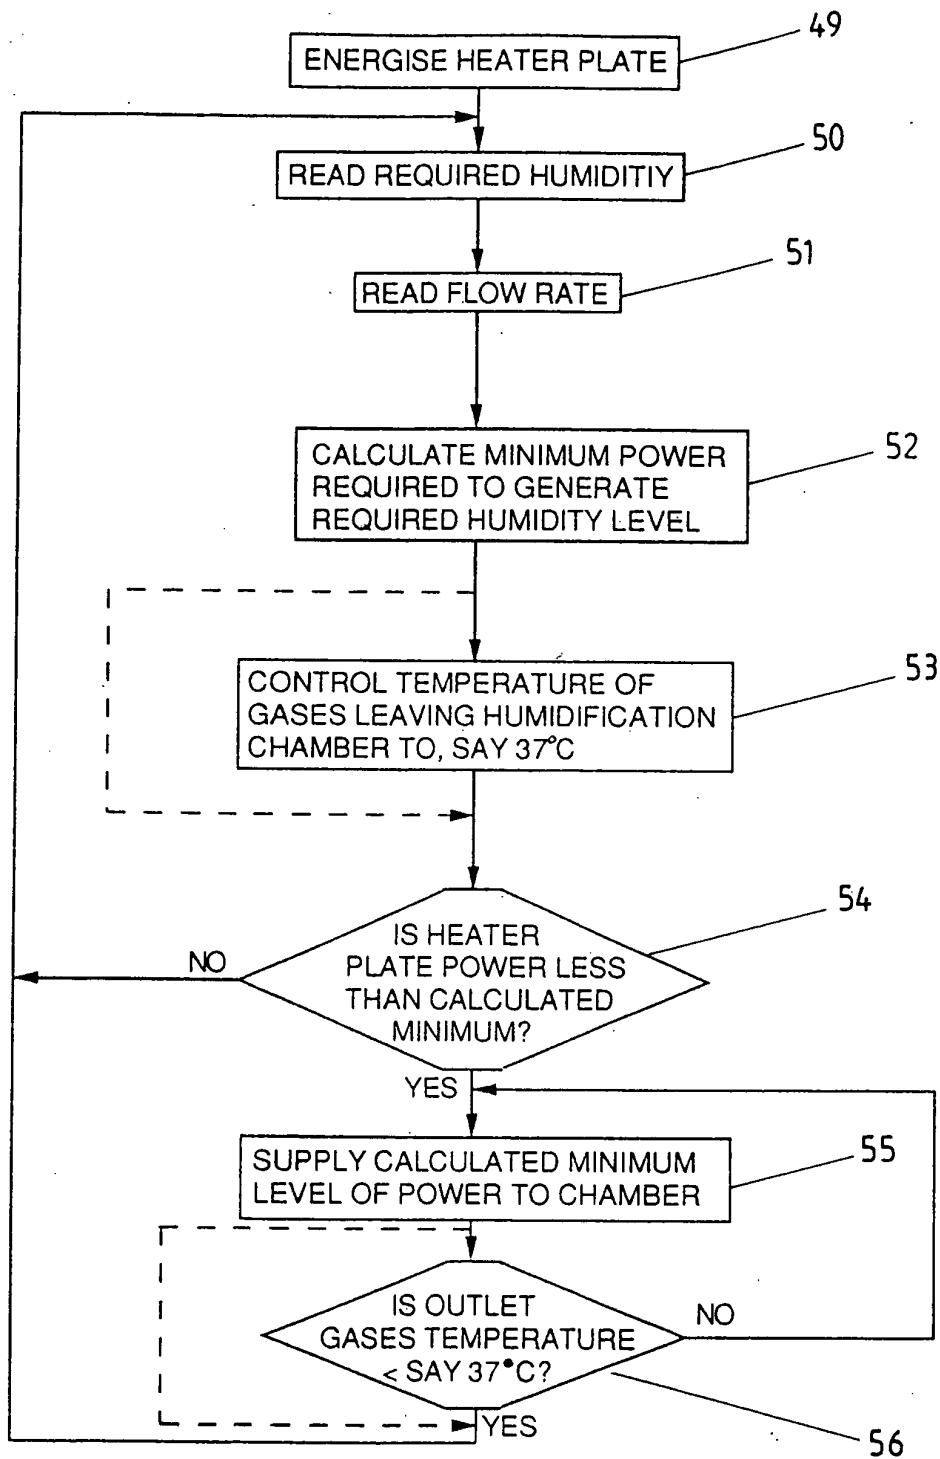 49
ENERGISE HEATER PLATE
50
READ REQUIRED HUMIDITIY
51
READ FLOW RATE
52
CALCULATE MINIMUM POWER
REQUIRED TO GENERATE
REQUIRED HUMIDITY LEVEL
53
CONTROL TEMPERATURE OF
GASES LEAVING HUMIDIFICATION
CHAMBER TO, SAY 37°C
54
IS HEATER
PLATE POWER LESS
THAN CALCULATED
MINIMUM?
NO
YES
55
SUPPLY CALCULATED MINIMUM
LEVEL OF POWER TO CHAMBER
IS OUTLET
GASES TEMPERATURE
< SAY 37°C?
NO
YES
56